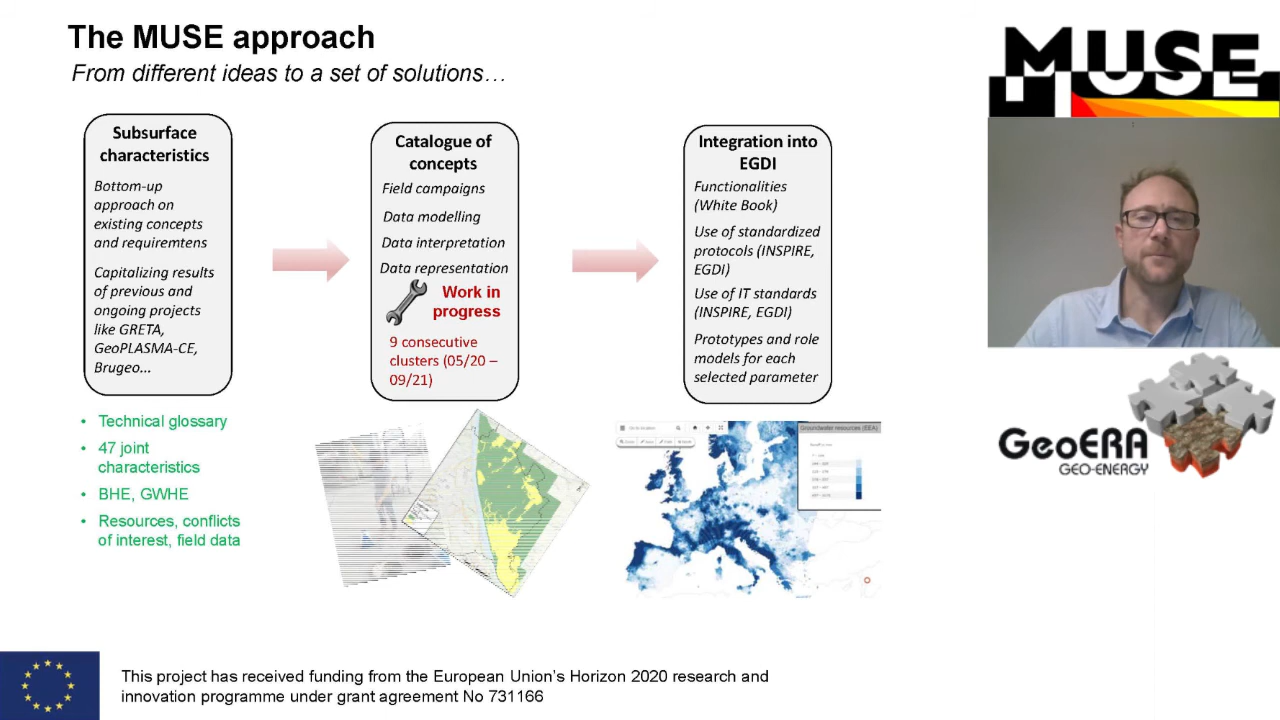 The MUSE approach
From different ideas to a set of solutions…
Subsurface
characteristics
Bottom-up
approach on
existing concepts
and requiremtens
Capitalizing results
of previous and
ongoing projects
like GRETA,
GeoPLASMA-CE,
Brugeo...
Catalogue of
concepts
Field campaigns
Data modelling
Data interpretation
Data representation
Work in
progress
9 consecutive
clusters (05/20 –
09/21)
Integration into
EGDI
Functionalities
(White Book)
Use of standardized
protocols (INSPIRE,
EGDI)
Use of IT standards
(INSPIRE, EGDI)
Prototypes and role
models for each
selected parameter
• Technical glossary
• 47 joint
characteristics
• BHE, GWHE
• Resources, conflicts
of interest, field data
Groundwater resources (EEA)
MUSE
GeoERA
GEO-ENERGY
This project has received funding from the European Union's Horizon 2020 research and
innovation programme under grant agreement No 731166